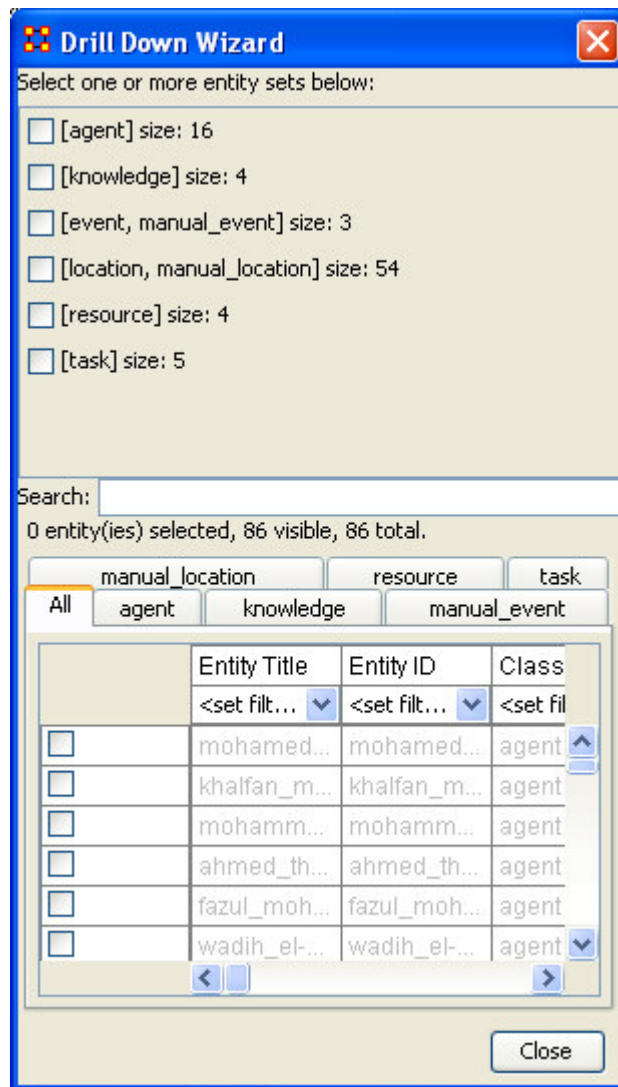 Drill Down Wizard
Select one or more entity sets below:
[agent] size: 16
[knowledge] size: 4
[event, manual_event] size: 3
[location, manual_location] size: 54
[resource] size: 4
[task] size: 5
Search:
0 entity(ies) selected, 86 visible, 86 total.
manual_location resource task
All agent knowledge manual_event
Entity Title Entity ID Class
<set filt... <set filt... <set fil
mohamed... mohamed... agent
khalfan_m... khalfan_m... agent
mohamm... mohamm... agent
ahmed_th... ahmed_th... agent
fazul_moh... fazul_moh... agent
wadih_el-... wadih_el-... agent
Close